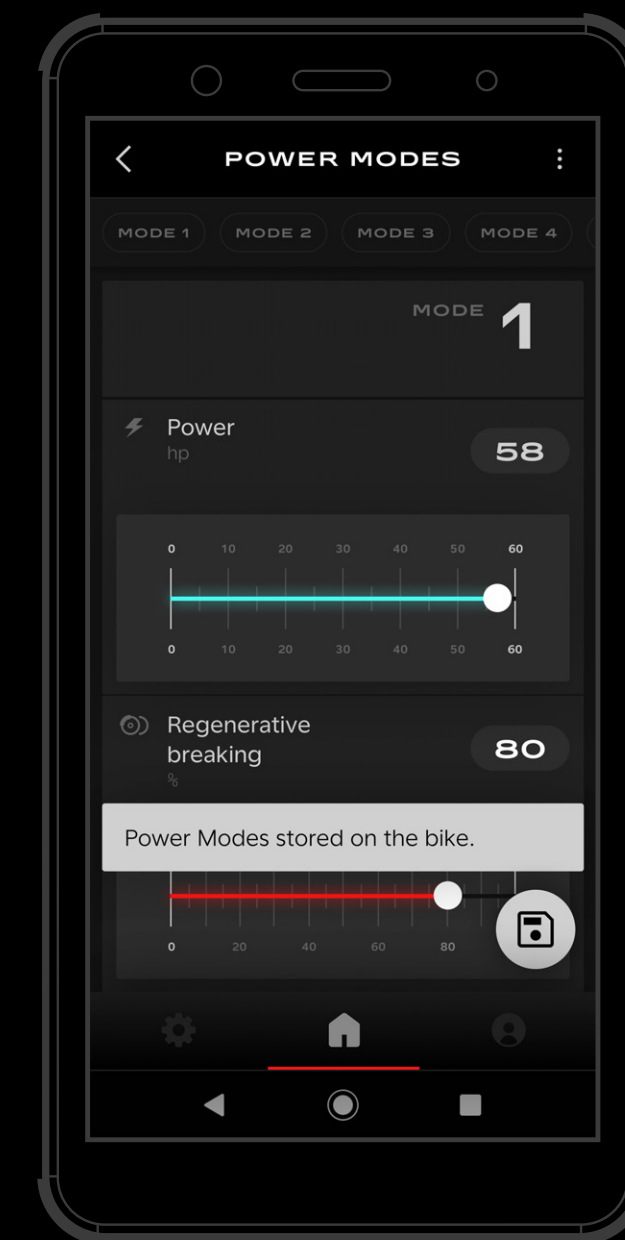 POWER MODES
MODE 1 MODE 2 MODE 3 MODE 4
MODE 1
Power
hp
58
0 10 20 30 40 50 60
0 10 20 30 40 50 60
Regenerative
breaking
%
80
Power Modes stored on the bike.
0 20 40 60 80